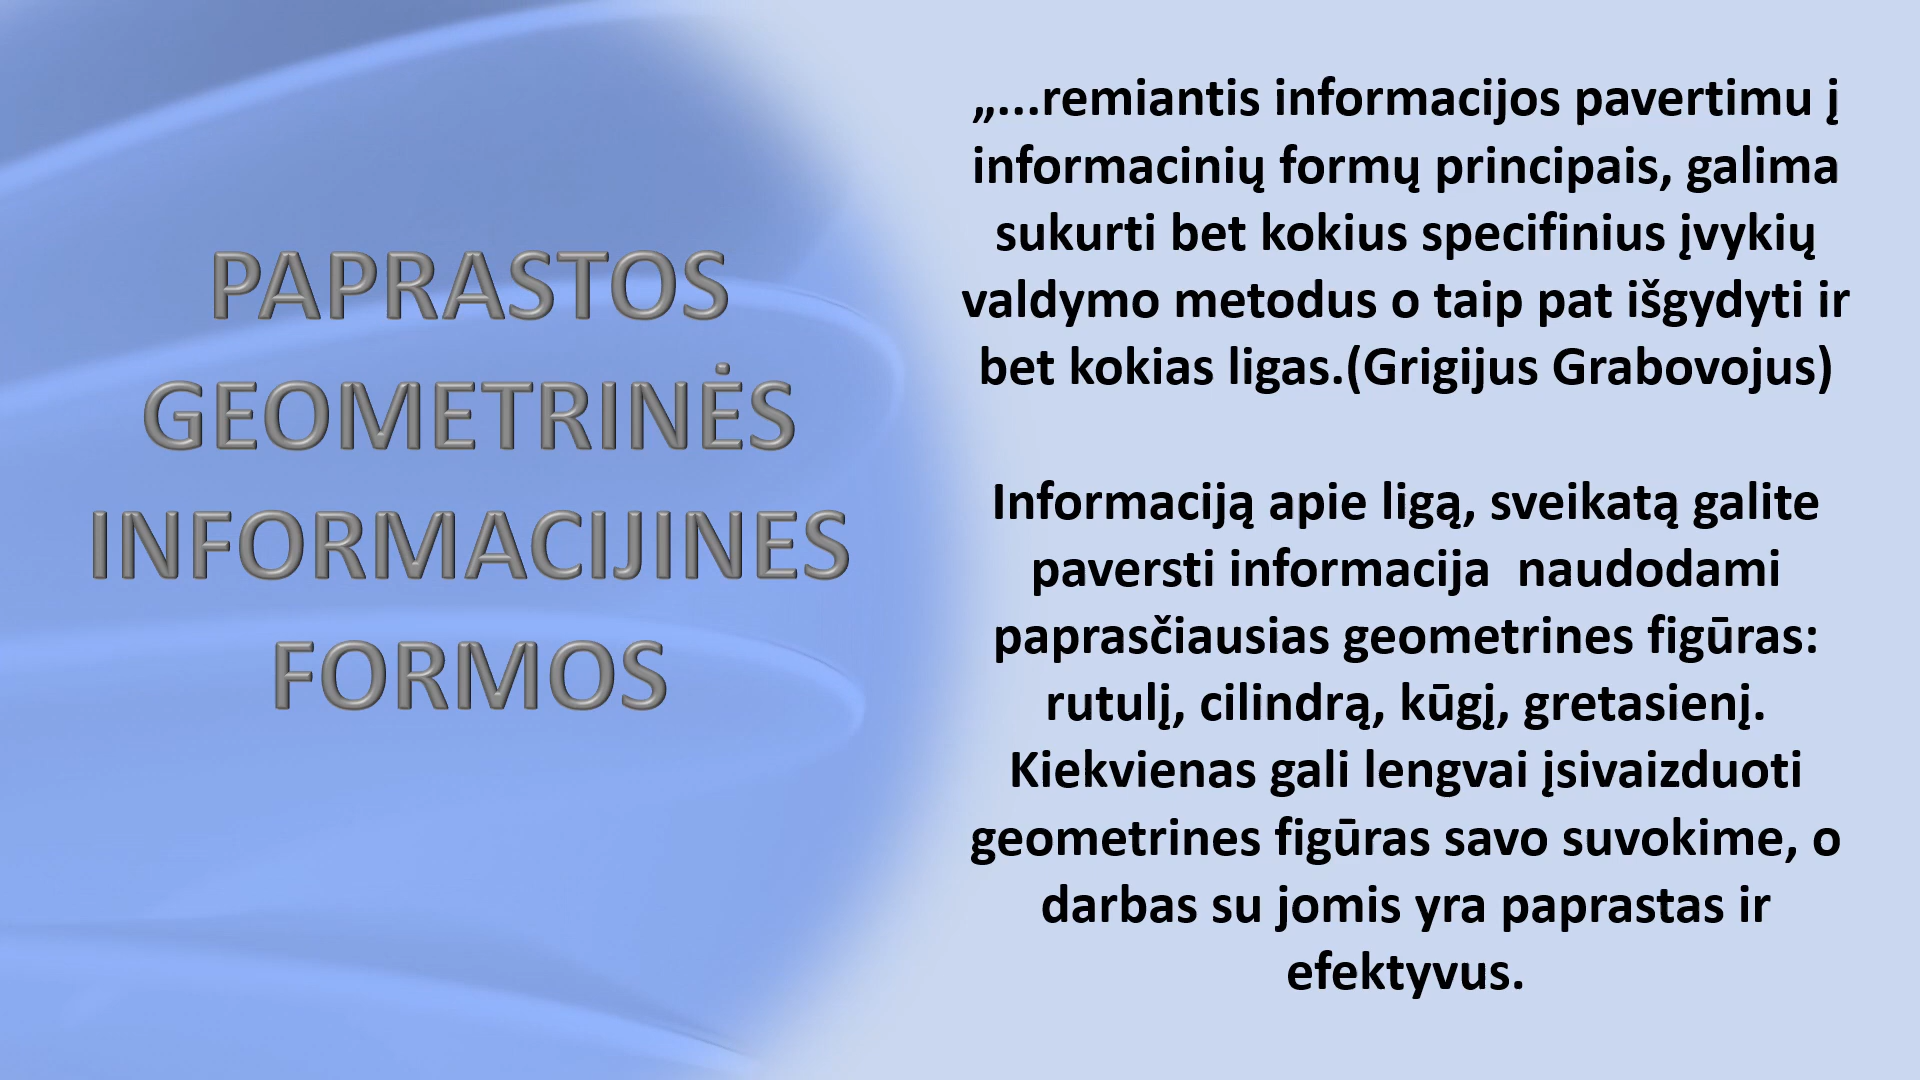 PAPRASTOS
GEOMETRINĖS
INFORMACIJINES
FORMOS
„...remiantis informacijos pavertimu į
informacinių formų principais, galima
sukurti bet kokius specifinius įvykių
valdymo metodus o taip pat išgydyti ir
bet kokias ligas.(Grigijus Grabovojus)
Informaciją apie ligą, sveikatą galite
paversti informacija  naudodami
paprasčiausias geometrines figūras:
rutulį, cilindrą, kūgį, gretasienį.
Kiekvienas gali lengvai įsivaizduoti
geometrines figūras savo suvokime, o
darbas su jomis yra paprastas ir
efektyvus.